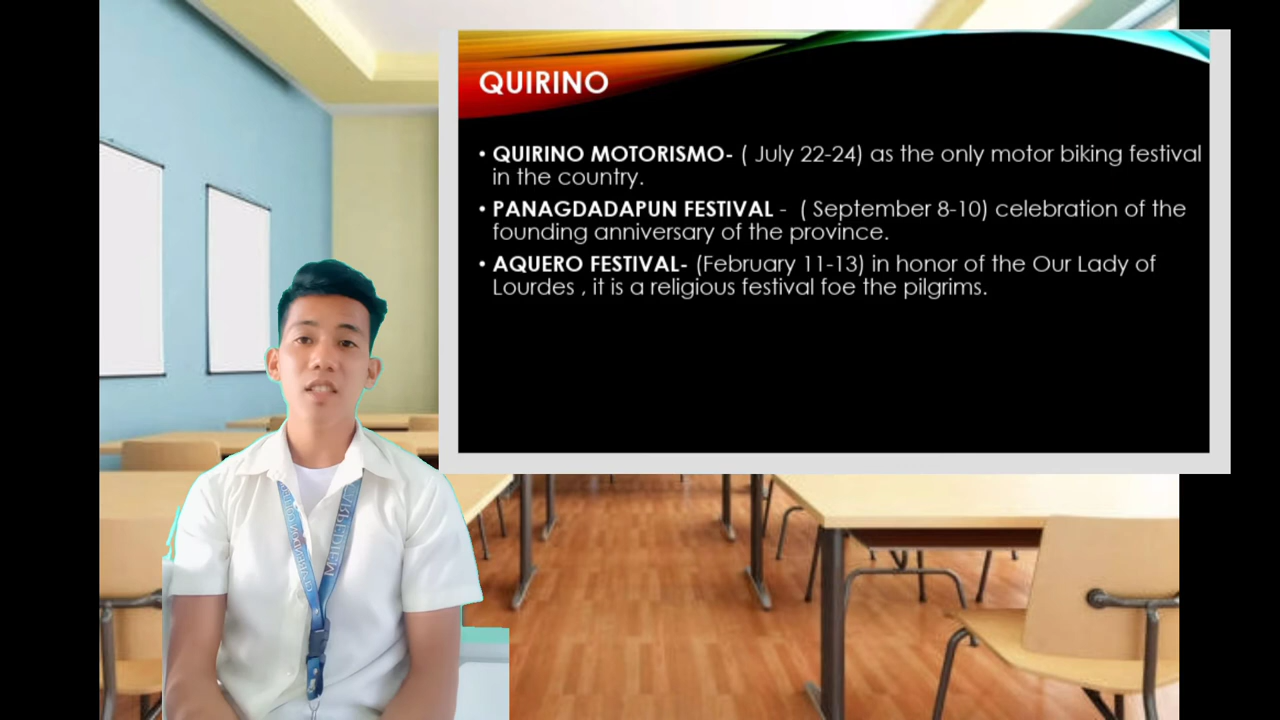 QUIRINO
• QUIRINO MOTORISMO- ( July 22-24) as the only motor biking festival
in the country.
• PANAGDADAPUN FESTIVAL - ( September 8-10) celebration of the
founding anniversary of the province.
• AQUERO FESTIVAL- (February 11-13) in honor of the Our Lady of
Lourdes , it is a religious festival foe the pilgrims.
CARPEDIEM